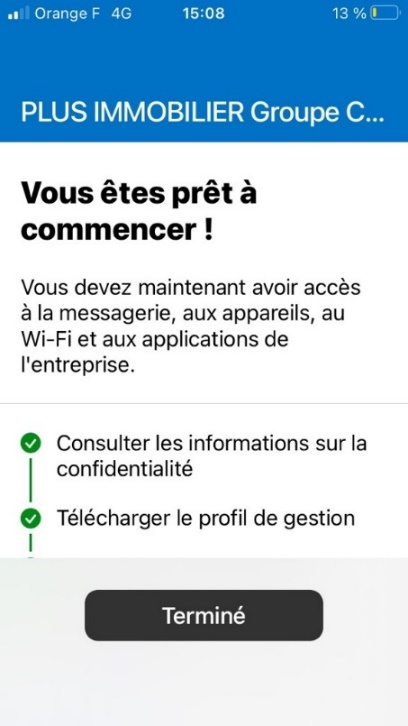 Orange F 4G 15:08 13 %
PLUS IMMOBILIER Groupe C...
Vous êtes prêt à
commencer !
Vous devez maintenant avoir accès
à la messagerie, aux appareils, au
Wi-Fi et aux applications de
l'entreprise.
Consulter les informations sur la
confidentialité
Télécharger le profil de gestion
Terminé